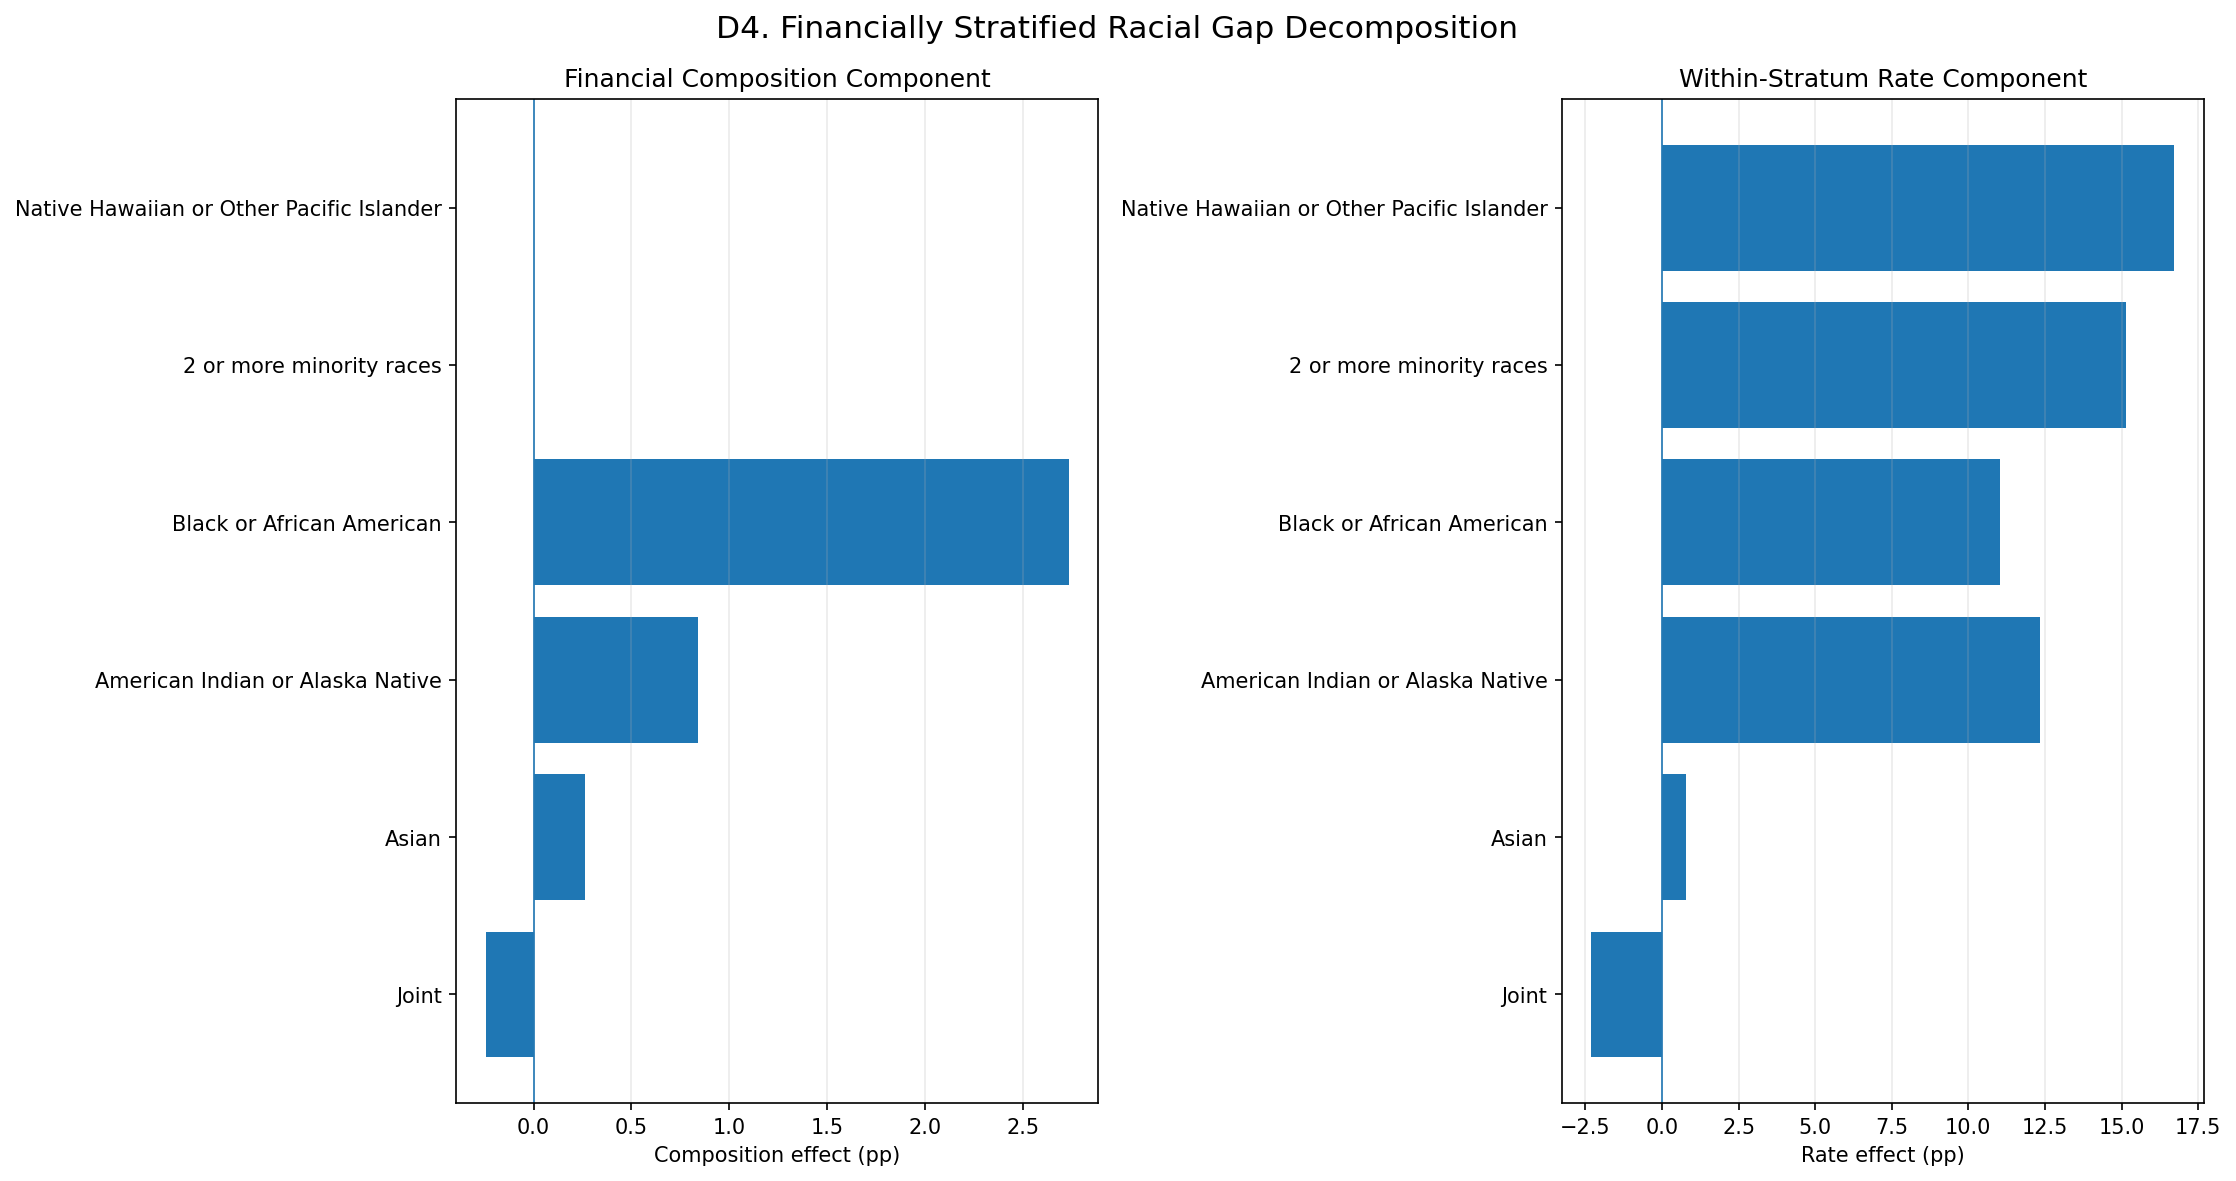 D4. Financially Stratified Racial Gap Decomposition
Financial Composition Component
Native Hawaiian or Other Pacific Islander
2 or more minority races
Black or African American
American Indian or Alaska Native
Asian
Joint
0.0 0.5 1.0 1.5 2.0 2.5
Composition effect (pp)
Within-Stratum Rate Component
Native Hawaiian or Other Pacific Islander
2 or more minority races
Black or African American
American Indian or Alaska Native
Asian
Joint
−2.5 0.0 2.5 5.0 7.5 10.0 12.5 15.0 17.5
Rate effect (pp)